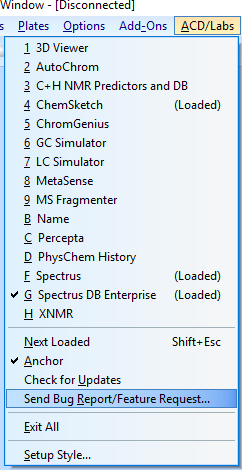 Window - [Disconnected]
s Plates Options Add-Ons ACD/Labs
1 3D Viewer
2 AutoChrom
3 C+H NMR Predictors and DB
4 ChemSketch (Loaded)
5 ChromGenius
6 GC Simulator
7 LC Simulator
8 MetaSense
9 MS Fragmenter
B Name
C Percepta
D PhysChem History
F Spectrus (Loaded)
✓ G Spectrus DB Enterprise (Loaded)
H XNMR
Next Loaded Shift+Esc
✓ Anchor
Check for Updates
Send Bug Report/Feature Request...
Exit All
Setup Style...